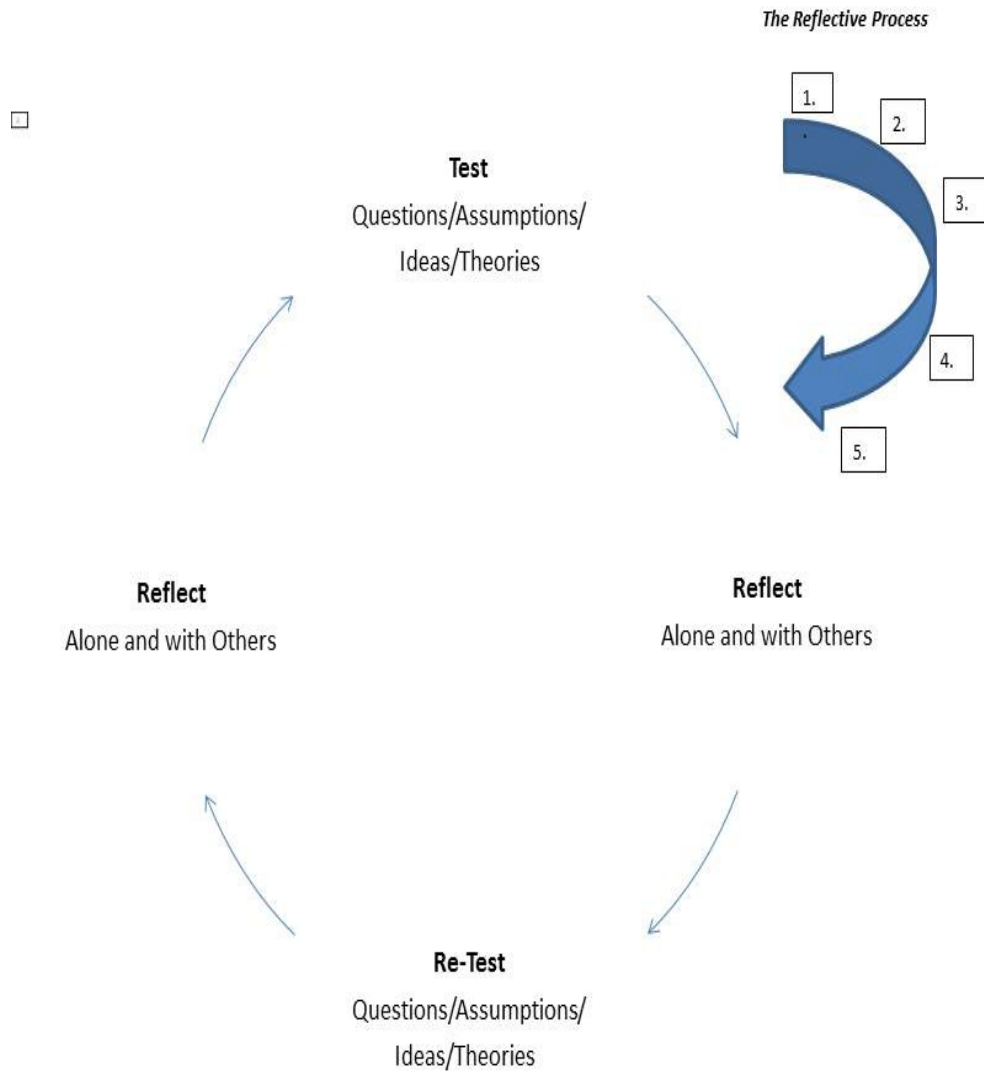 The Reflective Process
1.
2.
3.
4.
5.
Test
Questions/Assumptions/
Ideas/Theories
Reflect
Alone and with Others
Reflect
Alone and with Others
Re-Test
Questions/Assumptions/
Ideas/Theories